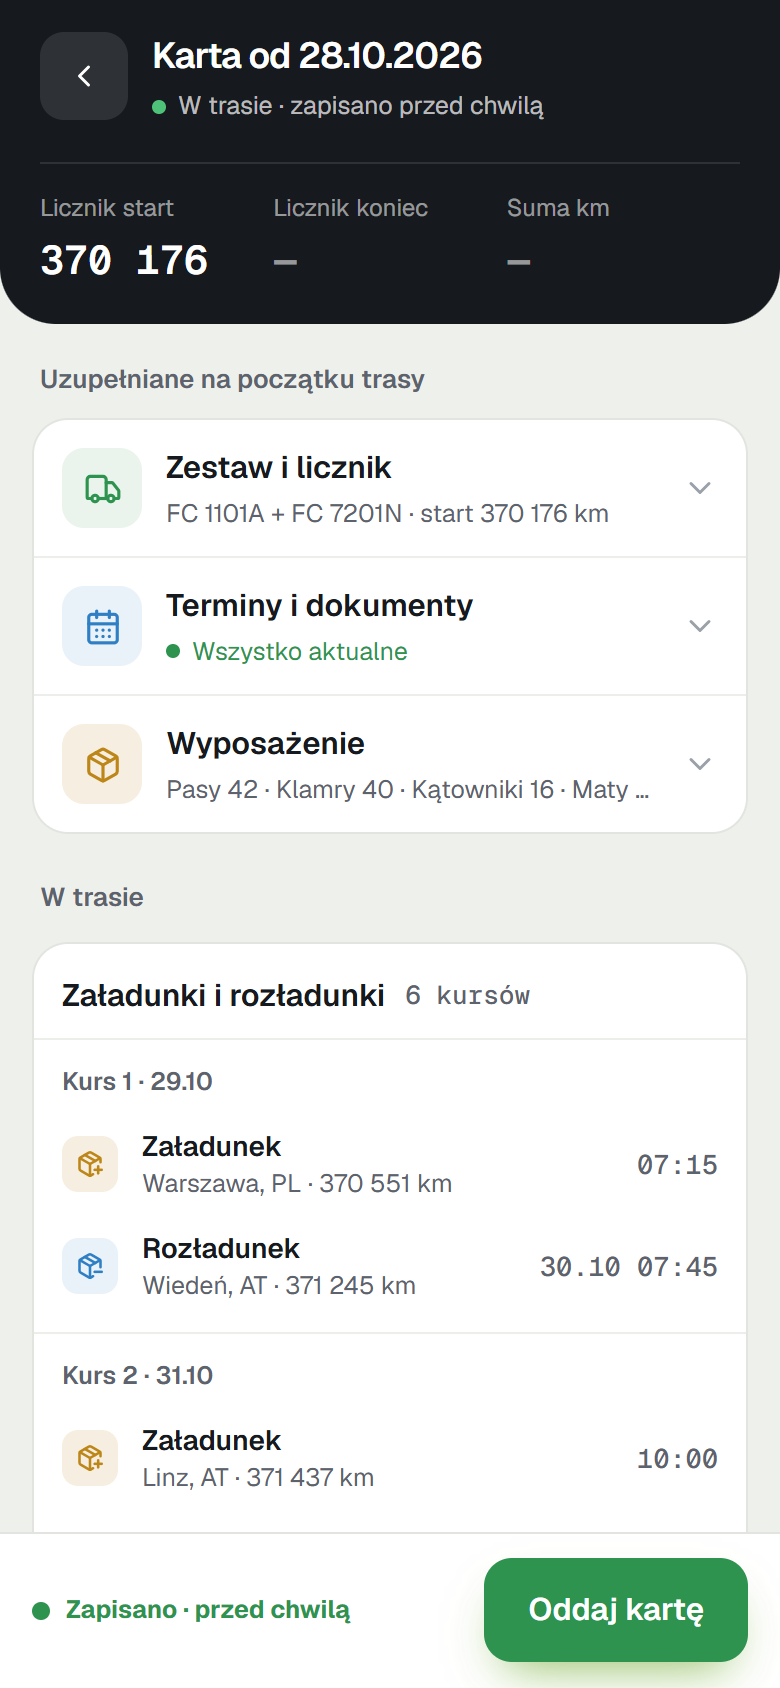 Karta od 28.10.2026
W trasie · zapisano przed chwilą
Licznik start
Licznik koniec
Suma km
370 176
–
–
Uzupełniane na początku trasy
Zestaw i licznik
FC 1101A + FC 7201N · start 370 176 km
Terminy i dokumenty
Wszystko aktualne
Wyposażenie
Pasy 42 · Klamry 40 · Kątowniki 16 · Maty ...
W trasie
Załadunki i rozładunki 6 kursów
Kurs 1 · 29.10
Załadunek
Warszawa, PL · 370 551 km
07:15
Rozładunek
Wiedeń, AT · 371 245 km
30.10 07:45
Kurs 2 · 31.10
Załadunek
Linz, AT · 371 437 km
10:00
Zapisano · przed chwilą
Oddaj kartę